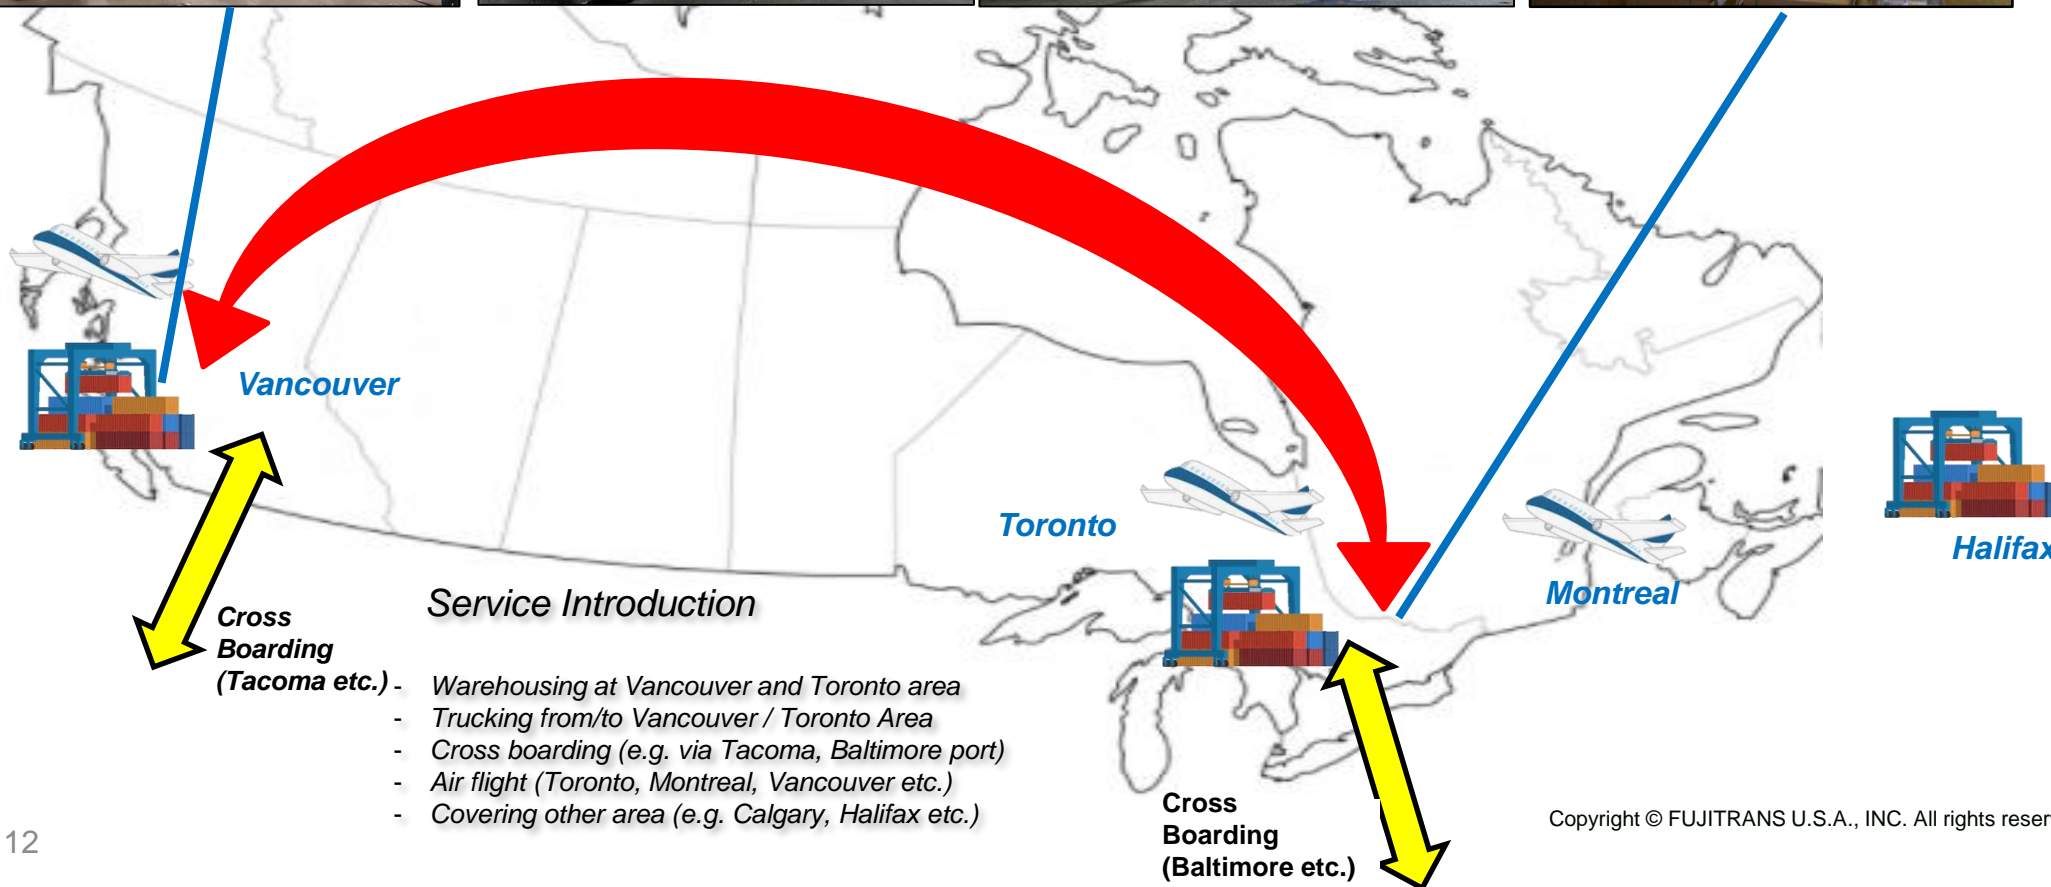 Vancouver
Toronto
Halifax
Montreal
Cross
Boarding
(Tacoma etc.)
Service Introduction
- Warehousing at Vancouver and Toronto area
- Trucking from/to Vancouver / Toronto Area
- Cross boarding (e.g. via Tacoma, Baltimore port)
- Air flight (Toronto, Montreal, Vancouver etc.)
- Covering other area (e.g. Calgary, Halifax etc.)
Cross
Boarding
(Baltimore etc.)
Copyright © FUJITRANS U.S.A., INC. All rights reser
12